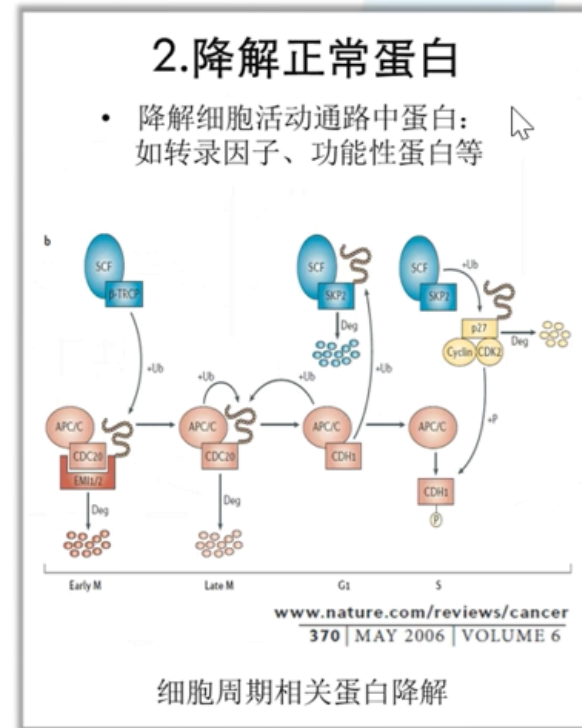 2.降解正常蛋白
• 降解细胞活动通路中蛋白：
如转录因子、功能性蛋白等
b
SCF
β-TRCP
SCF
SKP2
SCF
SKP2
+Ub
p27
Cyclin
CDK2
Deg
Deg
+Ub
+Ub
+Ub
+Ub
+P
APC/C
CDC20
EMI1/2
APC/C
CDC20
APC/C
CDH1
APC/C
CDH1
P
Deg
Deg
Early M
Late M
G1
S
www.nature.com/reviews/cancer
370 | MAY 2006 | VOLUME 6
细胞周期相关蛋白降解